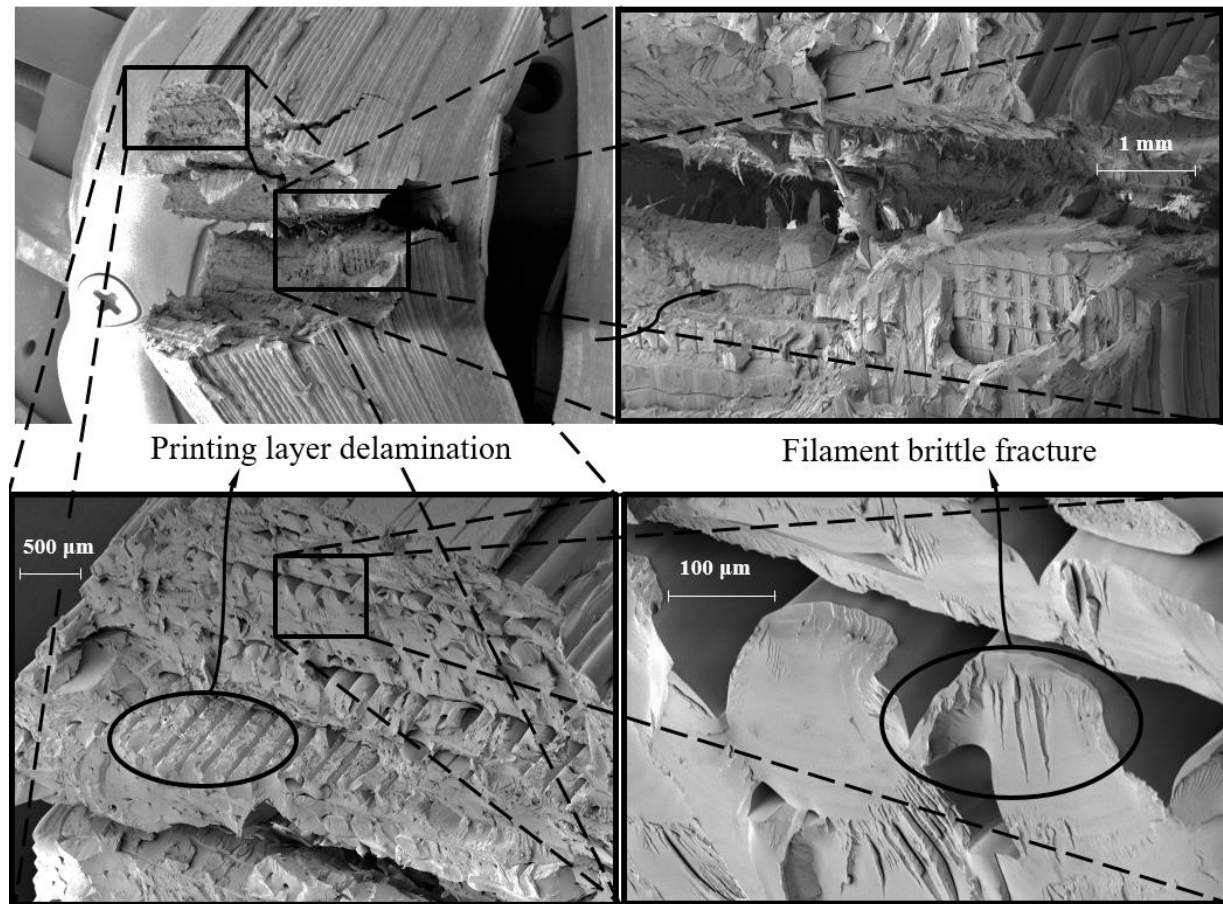 1 mm
Printing layer delamination
Filament brittle fracture
500 μm
100 μm